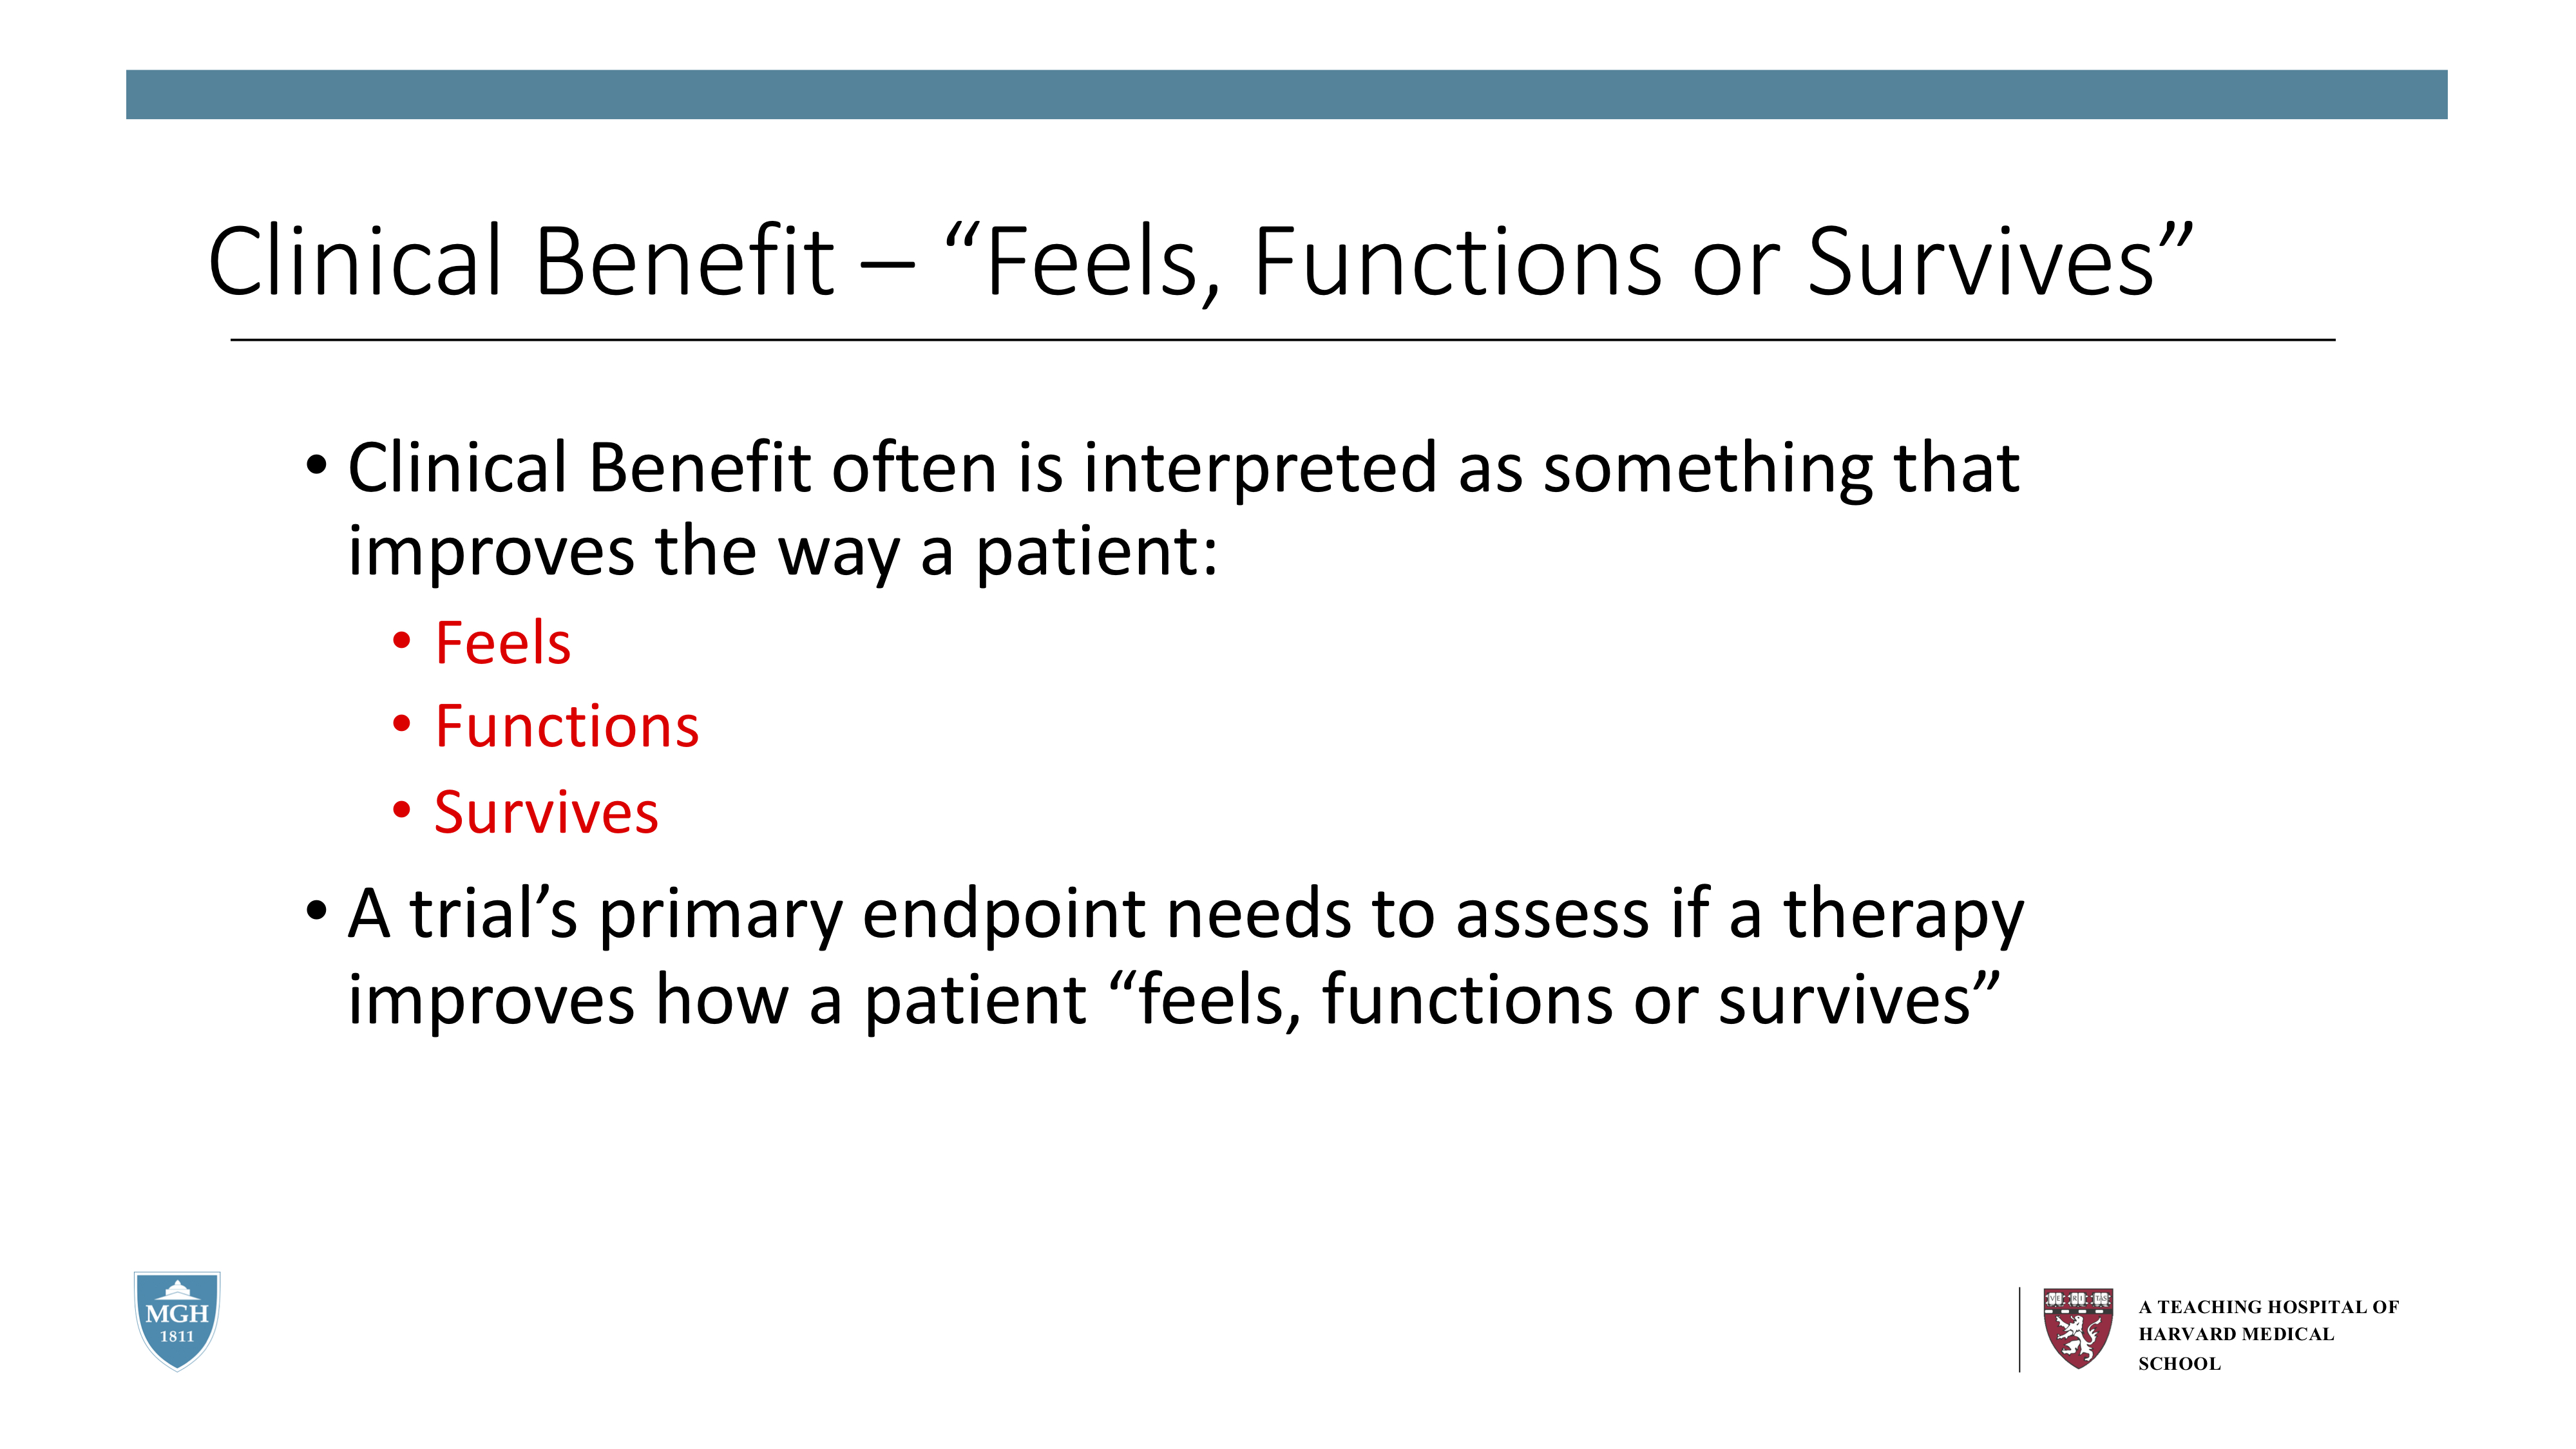 Clinical Benefit – “Feels, Functions or Survives”
• Clinical Benefit often is interpreted as something that
improves the way a patient:
• Feels
• Functions
• Survives
• A trial’s primary endpoint needs to assess if a therapy
improves how a patient “feels, functions or survives”
MGH
1811
VE RI TAS
A TEACHING HOSPITAL OF
HARVARD MEDICAL
SCHOOL